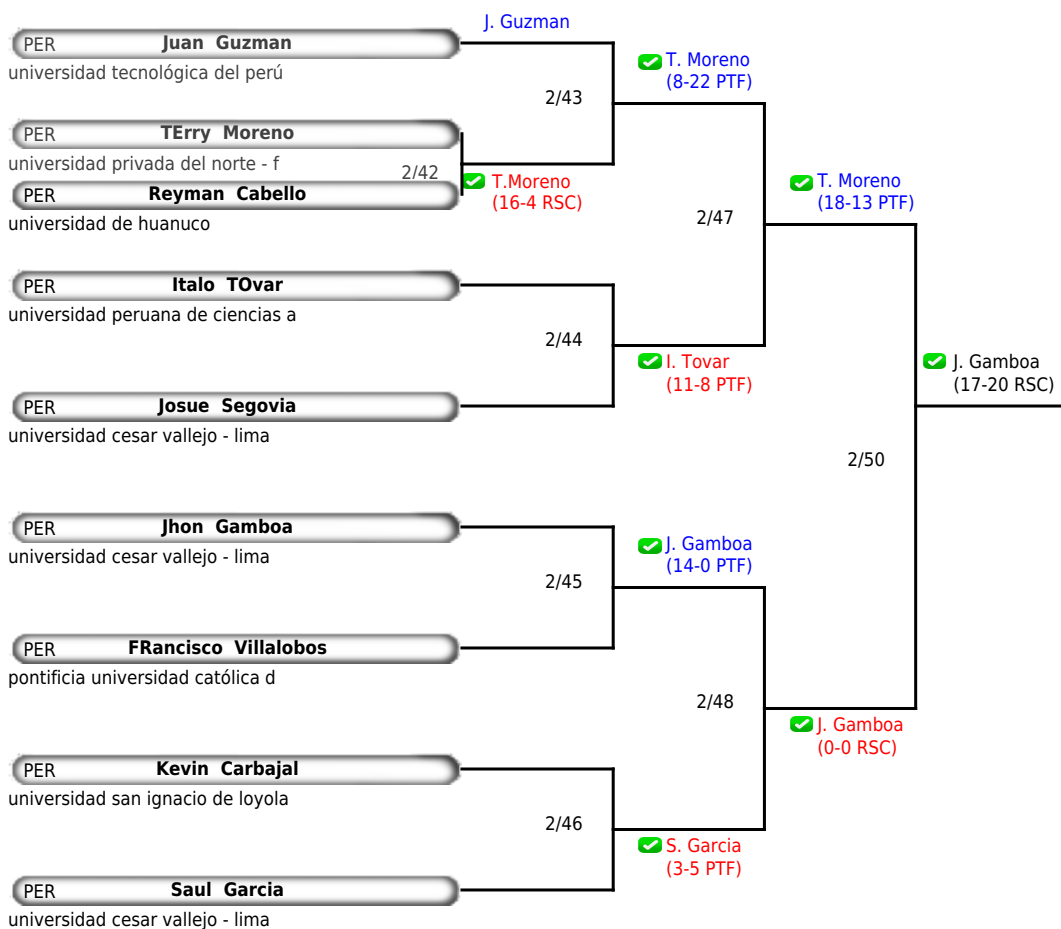 J. Guzman
PER Juan Guzman
universidad tecnológica del perú
T. Moreno
(8-22 PTF)
2/43
PER TErry Moreno
universidad privada del norte - f
2/42
T.Moreno
(16-4 RSC)
PER Reyman Cabello
universidad de huanuco
T. Moreno
(18-13 PTF)
2/47
PER Italo TOvar
universidad peruana de ciencias a
2/44
I. Tovar
(11-8 PTF)
J. Gamboa
(17-20 RSC)
PER Josue Segovia
universidad cesar vallejo - lima
2/50
PER Jhon Gamboa
universidad cesar vallejo - lima
J. Gamboa
(14-0 PTF)
2/45
PER FRancisco Villalobos
pontificia universidad católica d
2/48
J. Gamboa
(0-0 RSC)
PER Kevin Carbajal
universidad san ignacio de loyola
2/46
S. Garcia
(3-5 PTF)
PER Saul Garcia
universidad cesar vallejo - lima